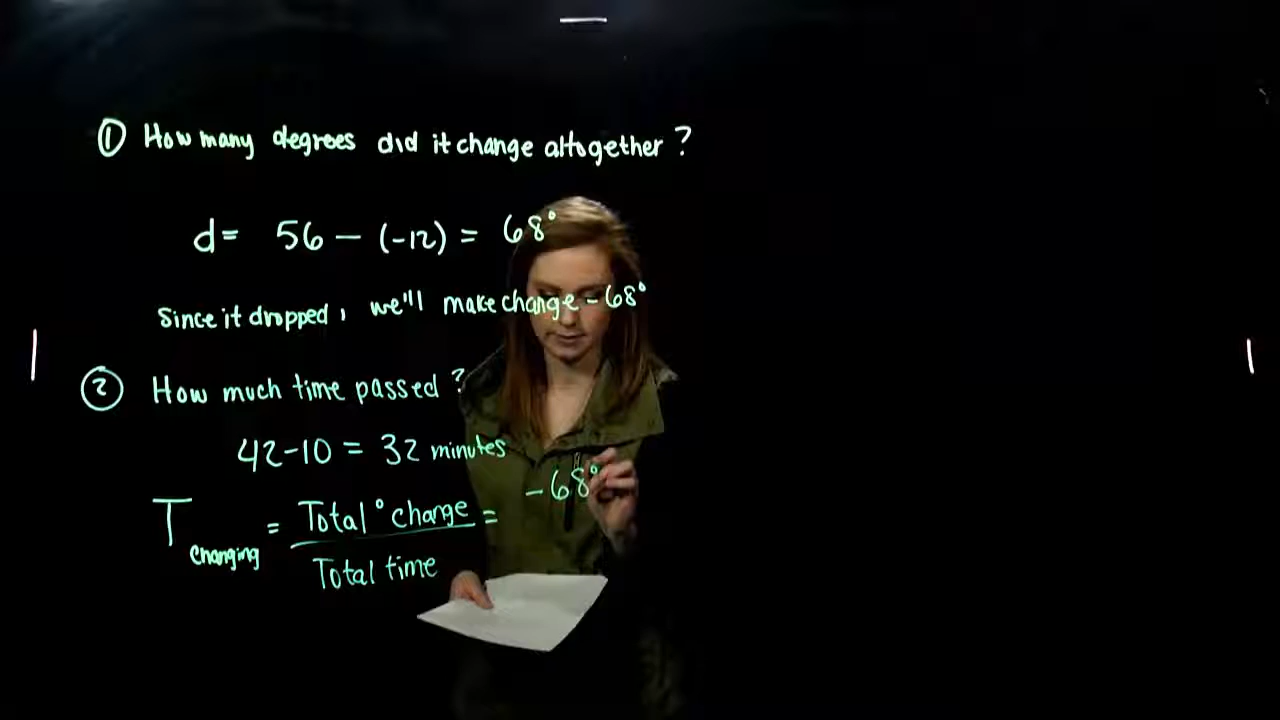 ① How many degrees did it change altogether?
d= 56 – (-12) = 68°
Since it dropped, we'll make change -68°
② How much time passed?
42-10 = 32 minutes
-68°
T changing = Total ° change =
Total time